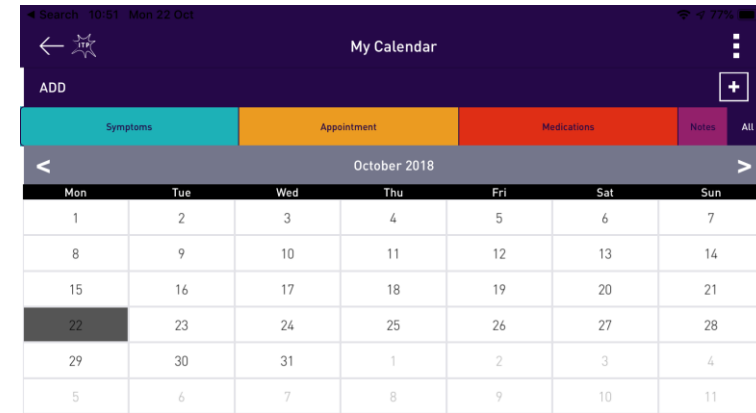 Search 10:51 Mon 22 Oct 77%
ITP My Calendar
ADD +
Symptoms Appointment Medications Notes All
< October 2018 >
Mon Tue Wed Thu Fri Sat Sun
1 2 3 4 5 6 7
8 9 10 11 12 13 14
15 16 17 18 19 20 21
22 23 24 25 26 27 28
29 30 31 1 2 3 4
5 6 7 8 9 10 11